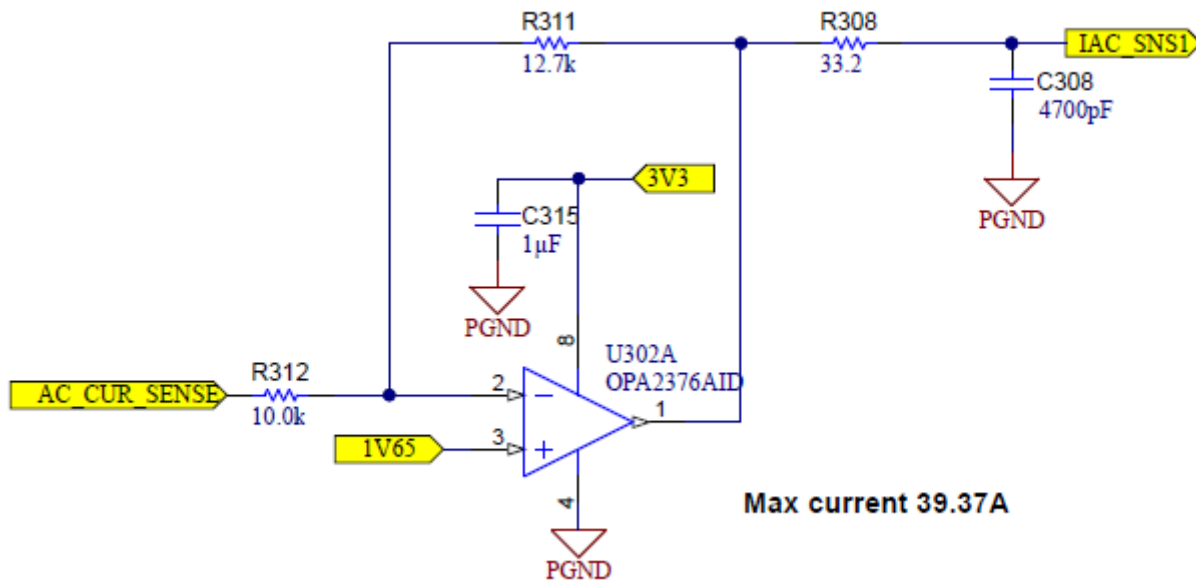 R311
12.7k
R308
33.2
IAC_SNS1
C308
4700pF
PGND
3V3
C315
1µF
PGND
8
U302A
OPA2376AID
AC_CUR_SENSE
R312
10.0k
2
1
1V65
3
4
PGND
Max current 39.37A